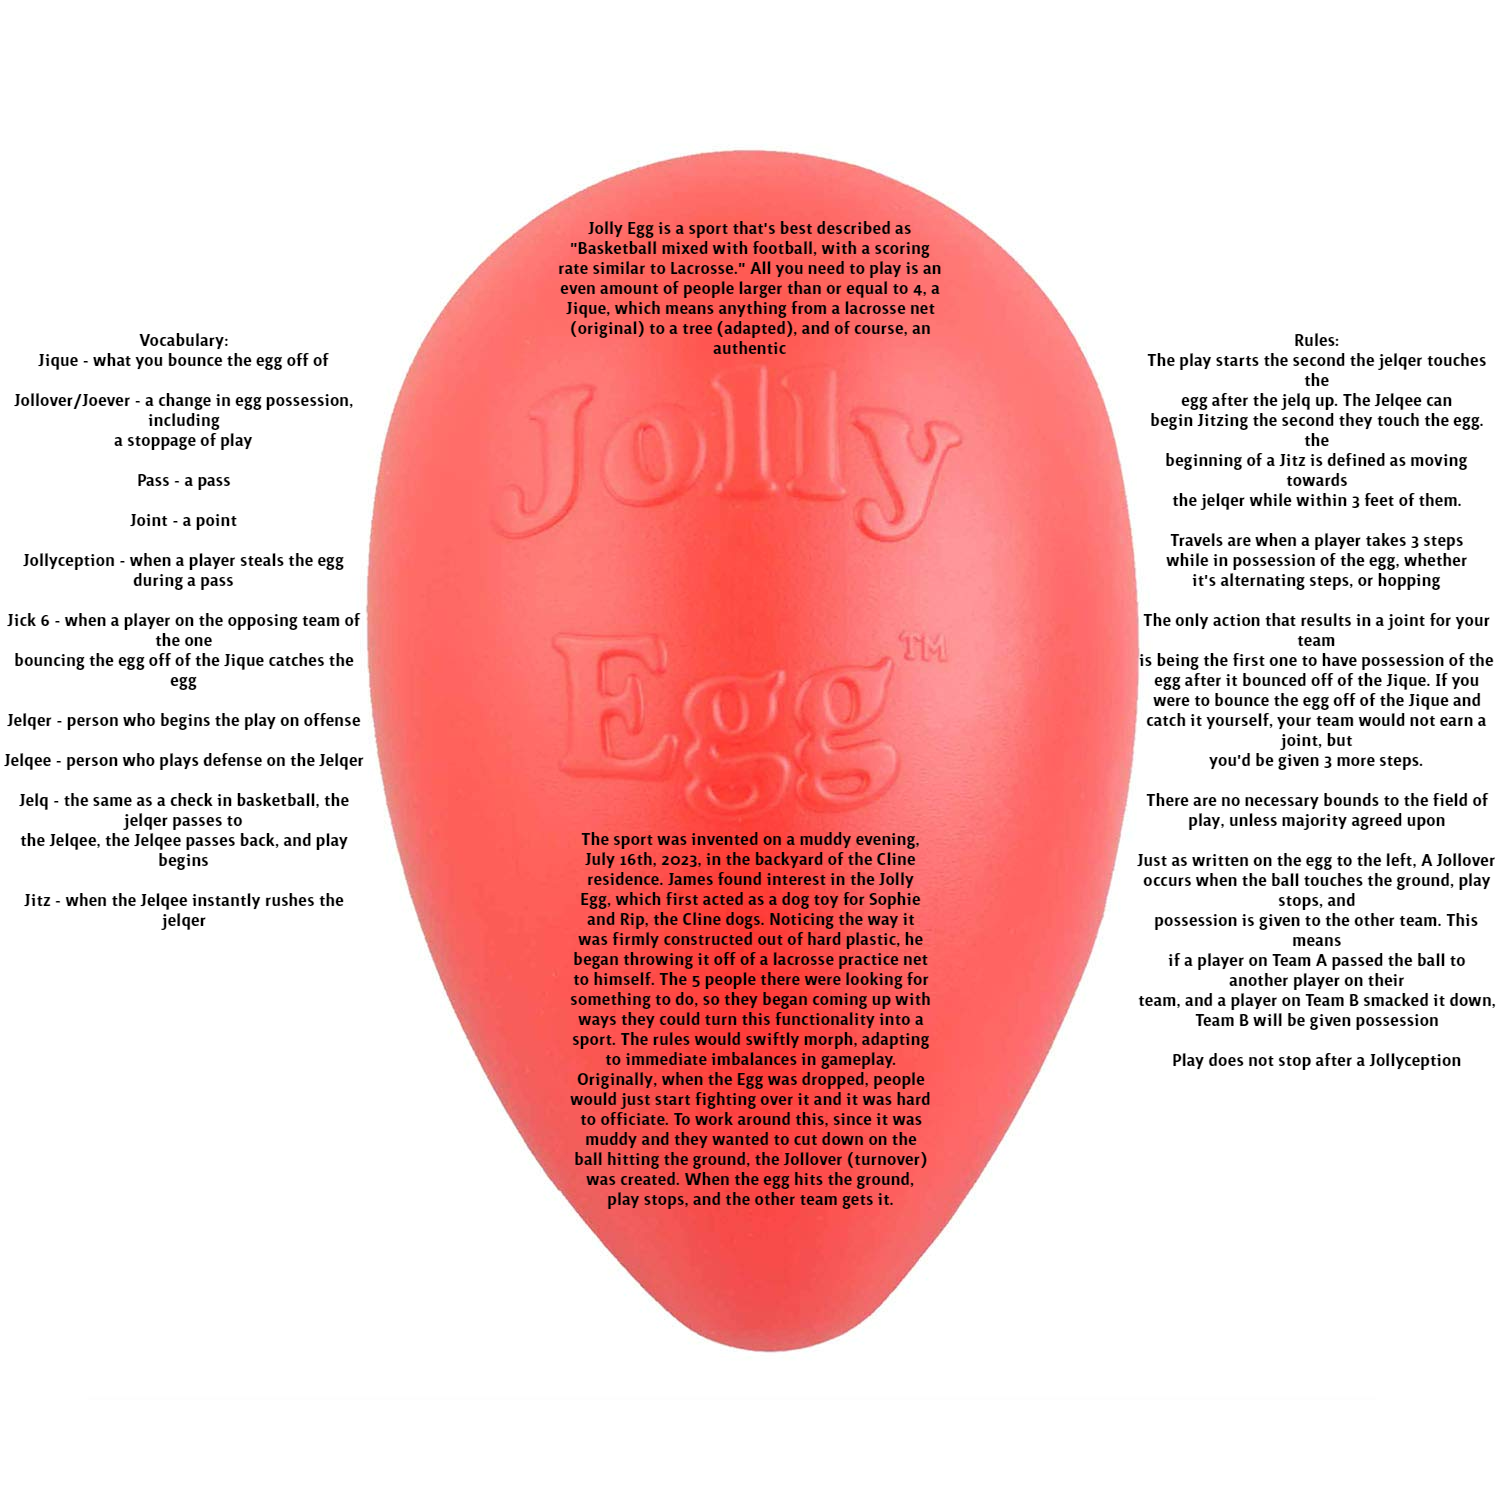 Jolly Egg is a sport that's best described as
"Basketball mixed with football, with a scoring
rate similar to Lacrosse." All you need to play is an
even amount of people larger than or equal to 4, a
Jique, which means anything from a lacrosse net
(original) to a tree (adapted), and of course, an
authentic
Jolly
Egg™
The sport was invented on a muddy evening,
July 16th, 2023, in the backyard of the Cline
residence. James found interest in the Jolly
Egg, which first acted as a dog toy for Sophie
and Rip, the Cline dogs. Noticing the way it
was firmly constructed out of hard plastic, he
began throwing it off of a lacrosse practice net
to himself. The 5 people there were looking for
something to do, so they began coming up with
ways they could turn this functionality into a
sport. The rules would swiftly morph, adapting
to immediate imbalances in gameplay.
Originally, when the Egg was dropped, people
would just start fighting over it and it was hard
to officiate. To work around this, since it was
muddy and they wanted to cut down on the
ball hitting the ground, the Jollover (turnover)
was created. When the egg hits the ground,
play stops, and the other team gets it.
Vocabulary:
Jique - what you bounce the egg off of
Jollover/Joever - a change in egg possession,
including
a stoppage of play
Pass - a pass
Joint - a point
Jollyception - when a player steals the egg
during a pass
Jick 6 - when a player on the opposing team of
the one
bouncing the egg off of the Jique catches the
egg
Jelqer - person who begins the play on offense
Jelqee - person who plays defense on the Jelqer
Jelq - the same as a check in basketball, the
jelqer passes to
the Jelqee, the Jelqee passes back, and play
begins
Jitz - when the Jelqee instantly rushes the
jelqer
Rules:
The play starts the second the jelqer touches
the
egg after the jelq up. The Jelqee can
begin Jitzing the second they touch the egg.
the
beginning of a Jitz is defined as moving
towards
the jelqer while within 3 feet of them.
Travels are when a player takes 3 steps
while in possession of the egg, whether
it's alternating steps, or hopping
The only action that results in a joint for your
team
is being the first one to have possession of the
egg after it bounced off of the Jique. If you
were to bounce the egg off of the Jique and
catch it yourself, your team would not earn a
joint, but
you'd be given 3 more steps.
There are no necessary bounds to the field of
play, unless majority agreed upon
Just as written on the egg to the left, A Jollover
occurs when the ball touches the ground, play
stops, and
possession is given to the other team. This
means
if a player on Team A passed the ball to
another player on their
team, and a player on Team B smacked it down,
Team B will be given possession
Play does not stop after a Jollyception